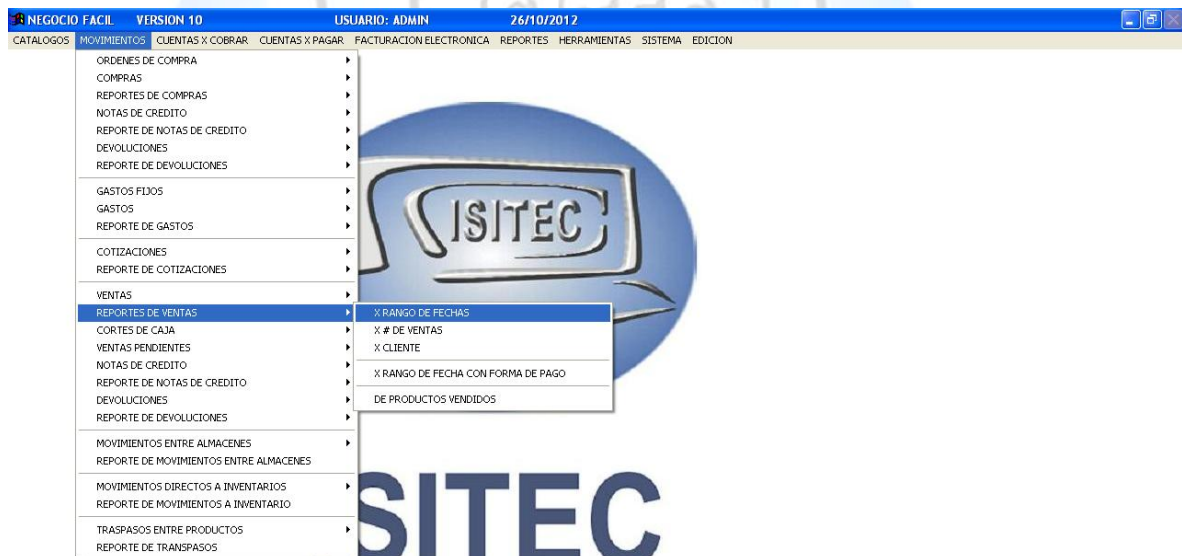 NEGOCIO FACIL VERSION 10 USUARIO: ADMIN 26/10/2012
CATALOGOS MOVIMIENTOS CUENTAS X COBRAR CUENTAS X PAGAR FACTURACION ELECTRONICA REPORTES HERRAMIENTAS SISTEMA EDICION
ORDENES DE COMPRA
COMPRAS
REPORTES DE COMPRAS
NOTAS DE CREDITO
REPORTE DE NOTAS DE CREDITO
DEVOLUCIONES
REPORTE DE DEVOLUCIONES
GASTOS FIJOS
GASTOS
REPORTE DE GASTOS
COTIZACIONES
REPORTE DE COTIZACIONES
VENTAS
REPORTES DE VENTAS
CORTES DE CAJA
VENTAS PENDIENTES
NOTAS DE CREDITO
REPORTE DE NOTAS DE CREDITO
DEVOLUCIONES
REPORTE DE DEVOLUCIONES
MOVIMIENTOS ENTRE ALMACENES
REPORTE DE MOVIMIENTOS ENTRE ALMACENES
MOVIMIENTOS DIRECTOS A INVENTARIOS
REPORTE DE MOVIMIENTOS A INVENTARIO
TRASPASOS ENTRE PRODUCTOS
REPORTE DE TRANSPASOS
X RANGO DE FECHAS
X # DE VENTAS
X CLIENTE
X RANGO DE FECHA CON FORMA DE PAGO
DE PRODUCTOS VENDIDOS
ISITEC
SITEC